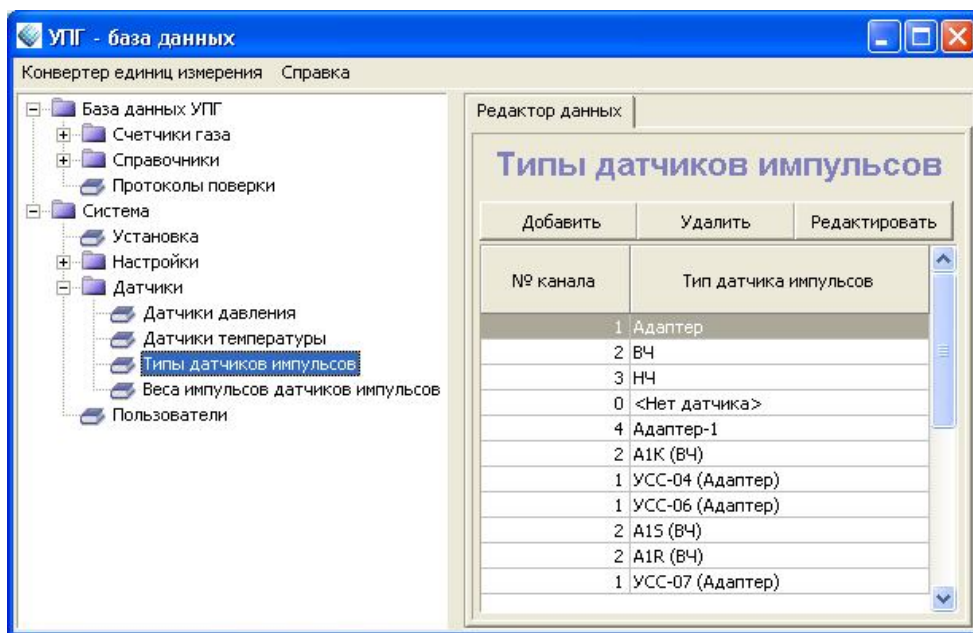 УПГ - база данных
Конвертер единиц измерения Справка
База данных УПГ
Счетчики газа
Справочники
Протоколы поверки
Система
Установка
Настройки
Датчики
Датчики давления
Датчики температуры
Типы датчиков импульсов
Веса импульсов датчиков импульсов
Пользователи
Редактор данных
Типы датчиков импульсов
Добавить Удалить Редактировать
№ канала Тип датчика импульсов
1 Адаптер
2 ВЧ
3 НЧ
0 <Нет датчика>
4 Адаптер-1
2 А1К (ВЧ)
1 УСС-04 (Адаптер)
1 УСС-06 (Адаптер)
2 A1S (ВЧ)
2 A1R (ВЧ)
1 УСС-07 (Адаптер)